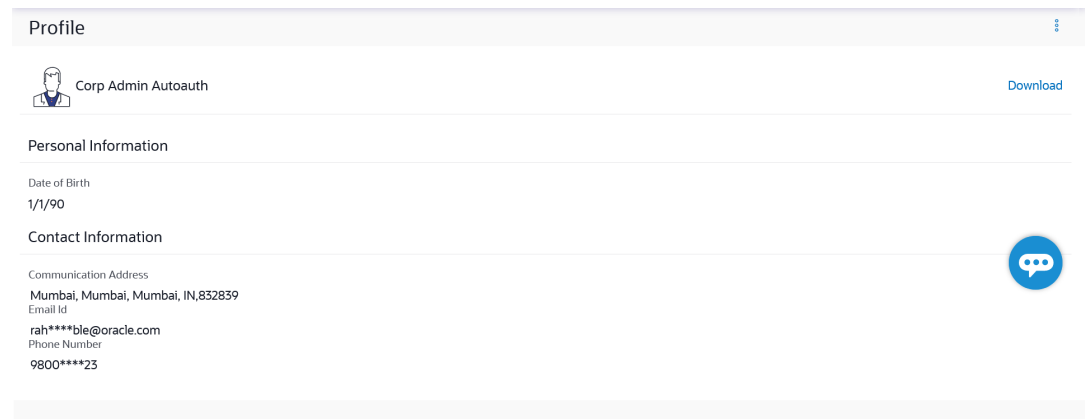 Profile
Corp Admin Autoauth
Download
Personal Information
Date of Birth
1/1/90
Contact Information
Communication Address
Mumbai, Mumbai, Mumbai, IN,832839
Email Id
rah****ble@oracle.com
Phone Number
9800****23